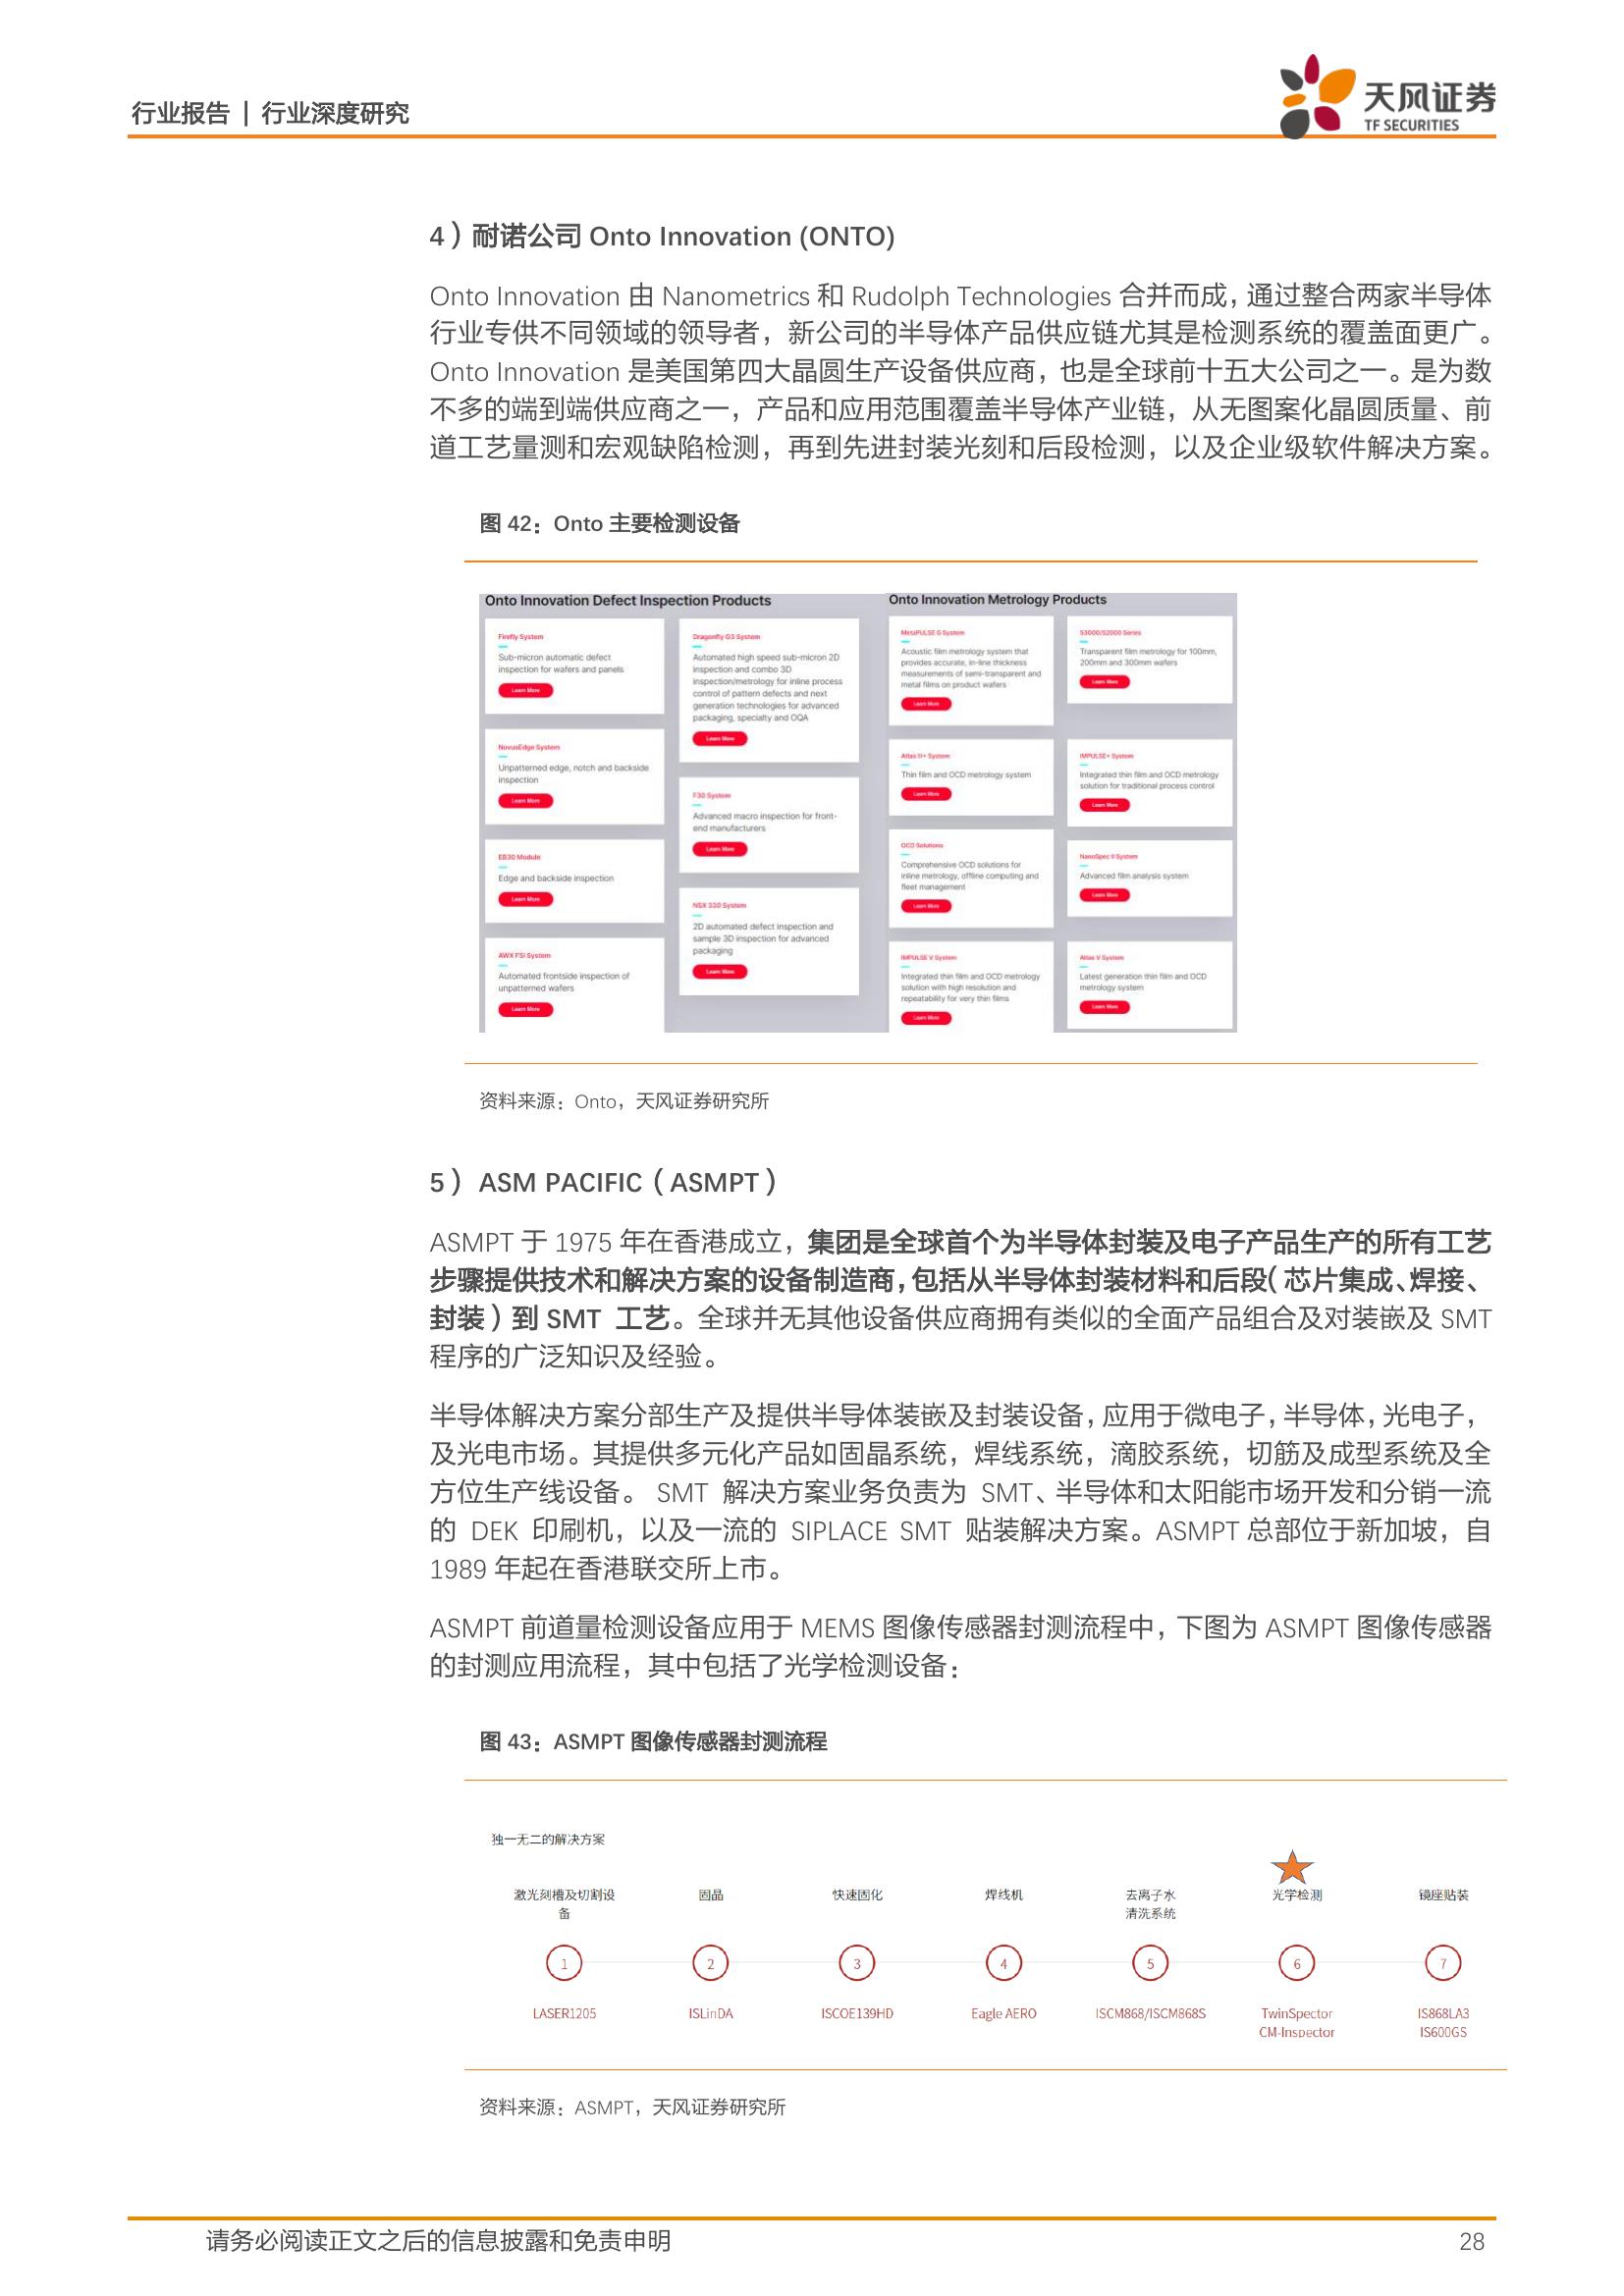 行业报告 | 行业深度研究
天风证券
TF SECURITIES
4）耐诺公司 Onto Innovation (ONTO)
Onto Innovation 由 Nanometrics 和 Rudolph Technologies 合并而成，通过整合两家半导体
行业专供不同领域的领导者，新公司的半导体产品供应链尤其是检测系统的覆盖面更广。
Onto Innovation 是美国第四大晶圆生产设备供应商，也是全球前十五大公司之一。是为数
不多的端到端供应商之一，产品和应用范围覆盖半导体产业链，从无图案化晶圆质量、前
道工艺量测和宏观缺陷检测，再到先进封装光刻和后段检测，以及企业级软件解决方案。
图 42：Onto 主要检测设备
Onto Innovation Defect Inspection Products
Firefly System
Sub-micron automatic defect
inspection for wafers and panels
Learn More
NovusEdge System
Unpatterned edge, notch and backside
inspection
Learn More
EB30 Module
Edge and backside inspection
Learn More
AWX FSI System
Automated frontside inspection of
unpatterned wafers
Learn More
Dragonfly G3 System
Automated high speed sub-micron 2D
inspection and combo 3D
inspection/metrology for inline process
control of pattern defects and next
generation technologies for advanced
packaging, specialty and OQA
Learn More
F30 System
Advanced macro inspection for front-
end manufacturers
Learn More
NSX 330 System
2D automated defect inspection and
sample 3D inspection for advanced
packaging
Learn More
Onto Innovation Metrology Products
MetaPULSE G System
Acoustic film metrology system that
provides accurate, in-line thickness
measurements of semi-transparent and
metal films on product wafers
Learn More
Atlas II+ System
Thin film and OCD metrology system
Learn More
OCD Solutions
Comprehensive OCD solutions for
inline metrology, offline computing and
fleet management
Learn More
IMPULSE V System
Integrated thin film and OCD metrology
solution with high resolution and
repeatability for very thin films
Learn More
S3000/S2000 Series
Transparent film metrology for 100mm,
200mm and 300mm wafers
Learn More
IMPULSE+ System
Integrated thin film and OCD metrology
solution for traditional process control
Learn More
NanoSpec II System
Advanced film analysis system
Learn More
Atlas V System
Latest generation thin film and OCD
metrology system
Learn More
资料来源：Onto，天风证券研究所
5） ASM PACIFIC（ASMPT）
ASMPT 于 1975 年在香港成立，集团是全球首个为半导体封装及电子产品生产的所有工艺
步骤提供技术和解决方案的设备制造商，包括从半导体封装材料和后段（芯片集成、焊接、
封装）到 SMT 工艺。全球并无其他设备供应商拥有类似的全面产品组合及对装嵌及 SMT
程序的广泛知识及经验。
半导体解决方案分部生产及提供半导体装嵌及封装设备，应用于微电子，半导体，光电子，
及光电市场。其提供多元化产品如固晶系统，焊线系统，滴胶系统，切筋及成型系统及全
方位生产线设备。 SMT 解决方案业务负责为 SMT、半导体和太阳能市场开发和分销一流
的 DEK 印刷机，以及一流的 SIPLACE SMT 贴装解决方案。ASMPT 总部位于新加坡，自
1989 年起在香港联交所上市。
ASMPT 前道量检测设备应用于 MEMS 图像传感器封测流程中，下图为 ASMPT 图像传感器
的封测应用流程，其中包括了光学检测设备：
图 43：ASMPT 图像传感器封测流程
独一无二的解决方案
激光刻槽及切割设
备
固晶
快速固化
焊线机
去离子水
清洗系统
光学检测
镜座贴装
1 2 3 4 5 6 7
LASER1205
ISLinDA
ISCOE139HD
Eagle AERO
ISCM868/ISCM868S
TwinSpector
CM-Inspector
IS868LA3
IS600GS
资料来源：ASMPT，天风证券研究所
请务必阅读正文之后的信息披露和免责申明
28